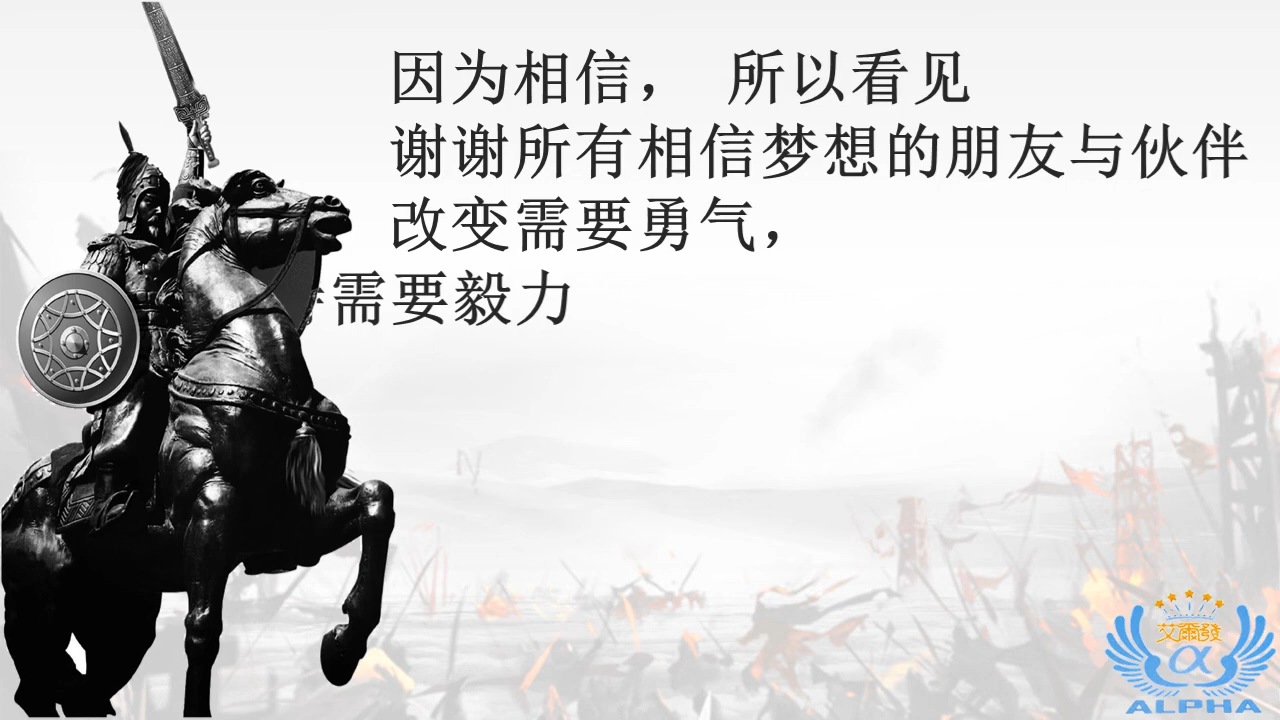 因为相信， 所以看见
谢谢所有相信梦想的朋友与伙伴
改变需要勇气，
需要毅力
艾爾發
α
ALPHA